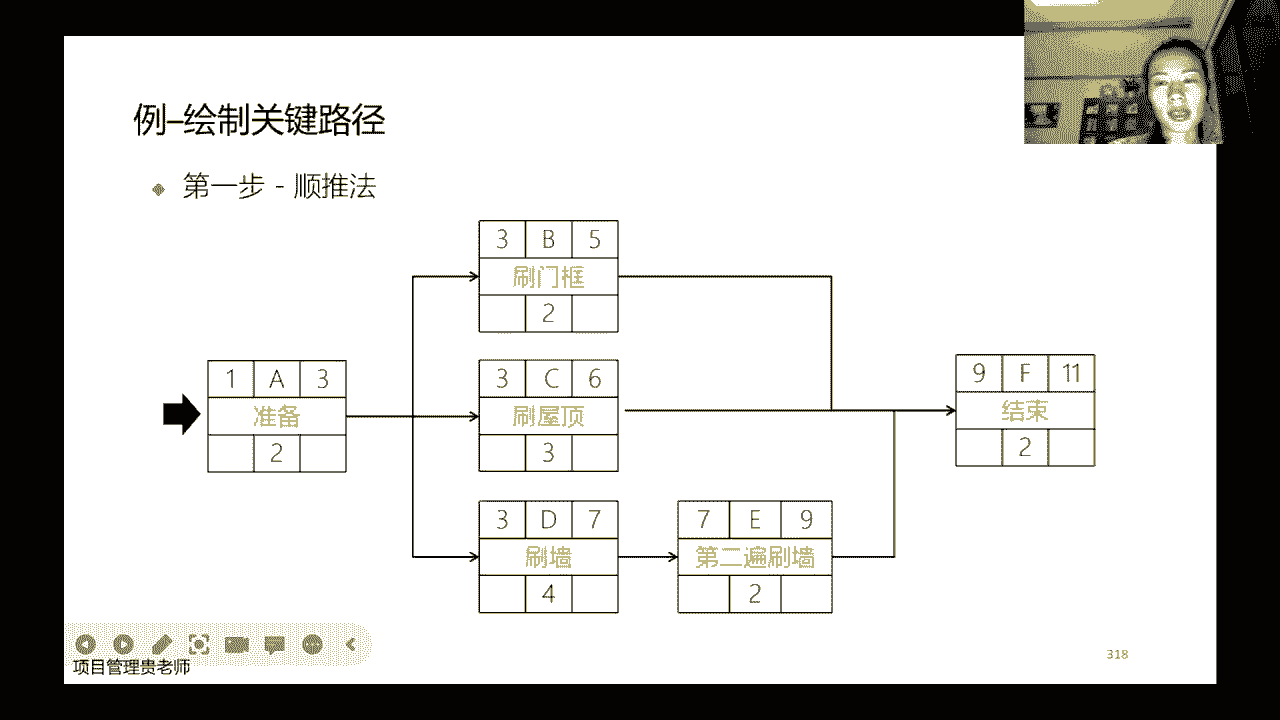 例–绘制关键路径
第一步 - 顺推法
3 B 5
刷门框
2
1 A 3
准备
2
3 C 6
刷屋顶
3
9 F 11
结束
2
3 D 7
刷墙
4
7 E 9
第二遍刷墙
2
项目管理贵老师
318